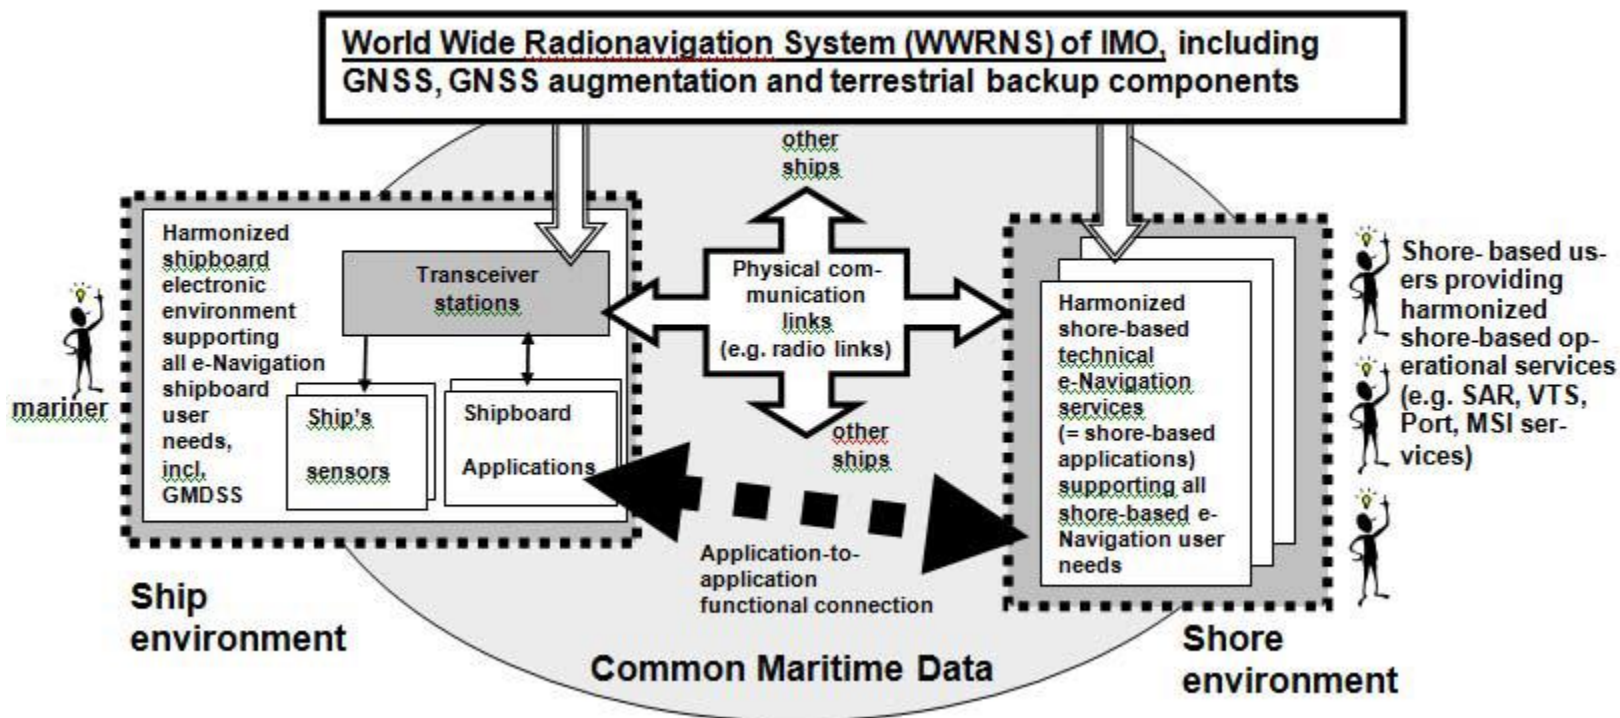 World Wide Radionavigation System (WWRNS) of IMO, including
GNSS, GNSS augmentation and terrestrial backup components
other
ships
Harmonized
shipboard
electronic
environment
supporting
all e-Navigation
shipboard
user
needs,
incl,
GMDSS
Transceiver
stations
Ship's
sensors
Shipboard
Applications
mariner
Physical com-
munication
links
(e.g. radio links)
other
ships
Application-to-
application
functional connection
Harmonized
shore-based
technical
e-Navigation
services
(= shore-based
applications)
supporting all
shore-based e-
Navigation user
needs
Shore- based us-
ers providing
harmonized
shore-based op-
erational services
(e.g. SAR, VTS,
Port, MSI ser-
vices)
Ship
environment
Common Maritime Data
Shore
environment